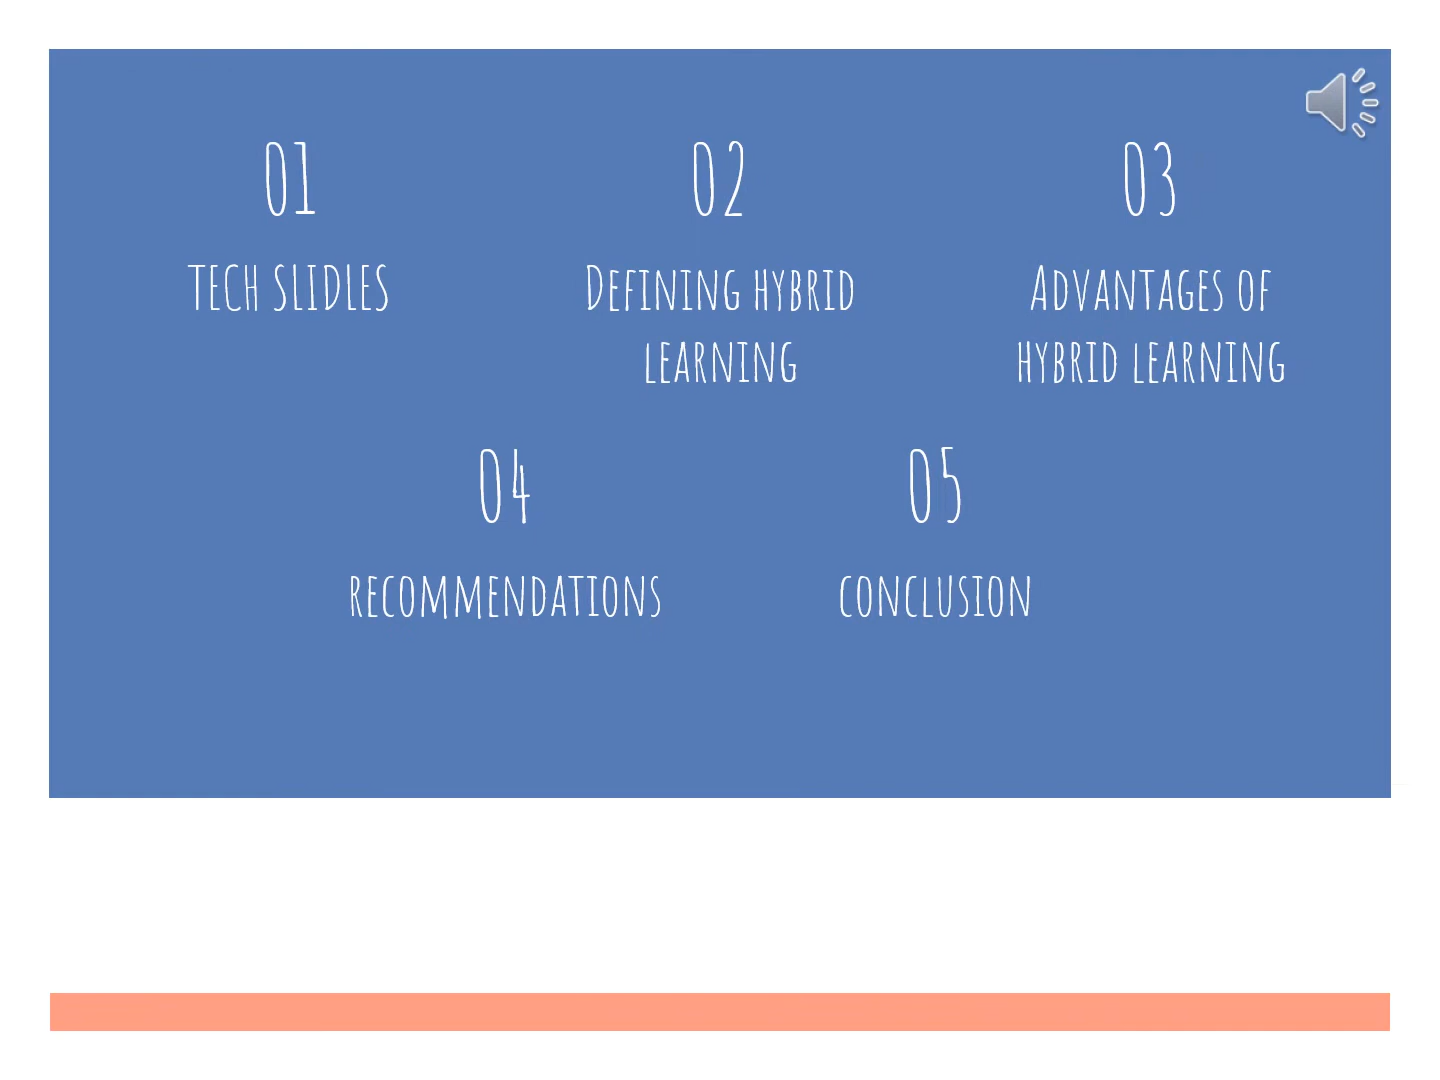 01
TECH SLIDLES
02
Defining hybrid
learning
03
Advantages of
hybrid learning
04
recommendations
05
conclusion